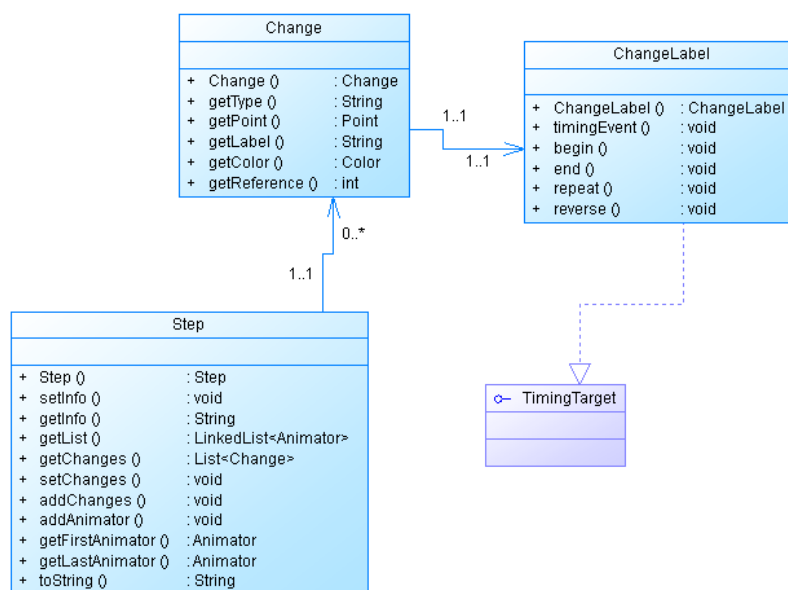 Change
+ Change () : Change
+ getType () : String
+ getPoint () : Point
+ getLabel () : String
+ getColor () : Color
+ getReference () : int
ChangeLabel
+ ChangeLabel () : ChangeLabel
+ timingEvent () : void
+ begin () : void
+ end () : void
+ repeat () : void
+ reverse () : void
1..1
1..1
0..*
1..1
Step
+ Step () : Step
+ setInfo () : void
+ getInfo () : String
+ getList () : LinkedList<Animator>
+ getChanges () : List<Change>
+ setChanges () : void
+ addChanges () : void
+ addAnimator () : void
+ getFirstAnimator () : Animator
+ getLastAnimator () : Animator
+ toString () : String
TimingTarget